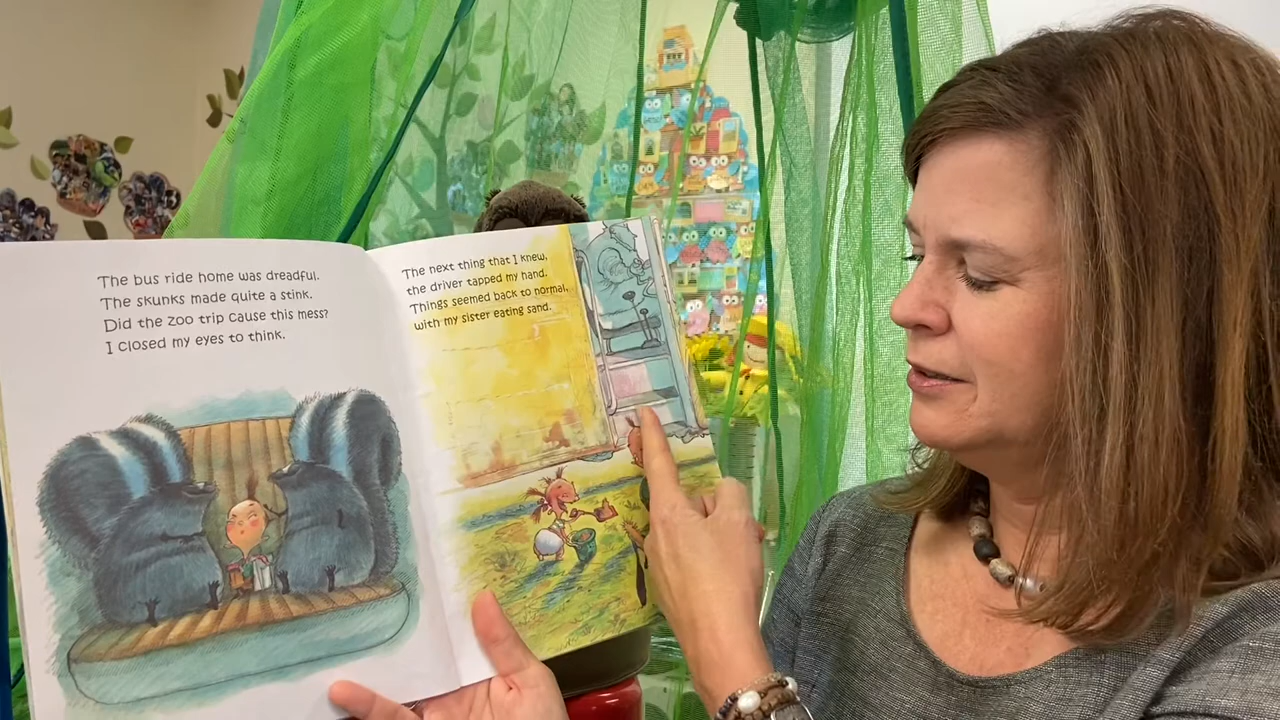 The bus ride home was dreadful.
The skunks made quite a stink.
Did the zoo trip cause this mess?
I closed my eyes to think.
The next thing that I knew,
the driver tapped my hand.
Things seemed back to normal,
with my sister eating sand.